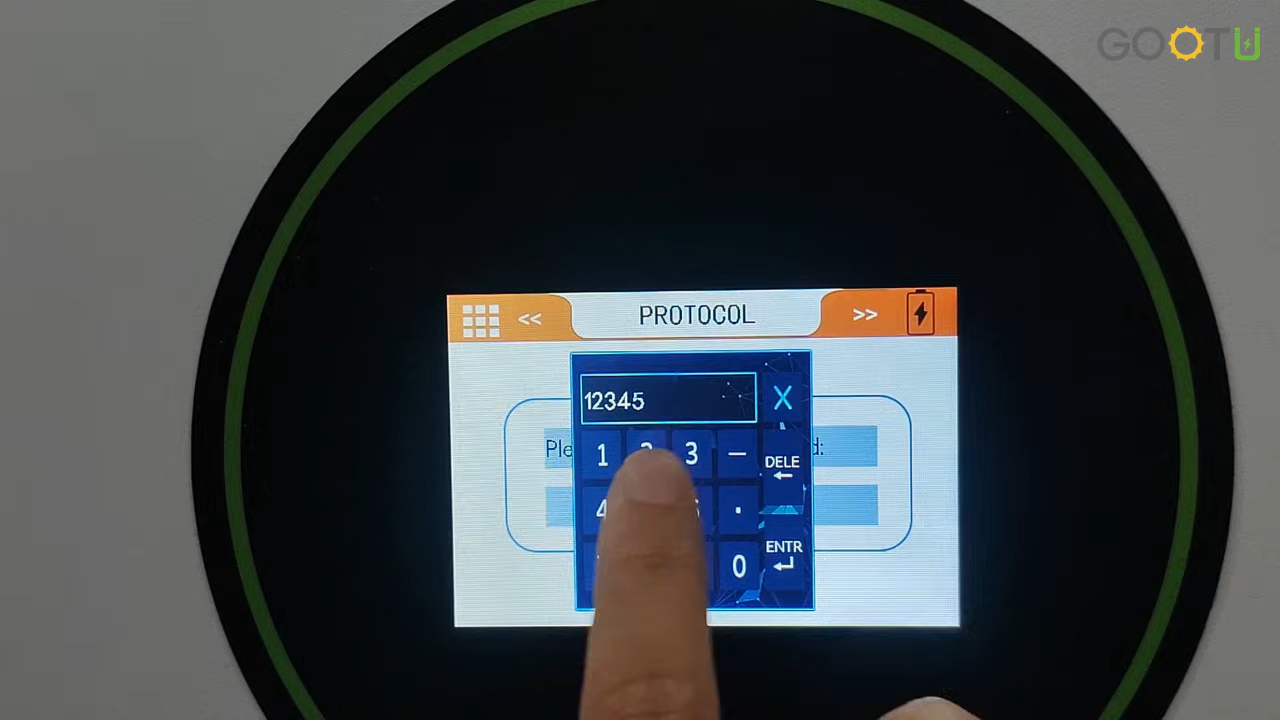 GOOTU
<< PROTOCOL >>
12345 X
1 3 – DELE
.
0 ENTR